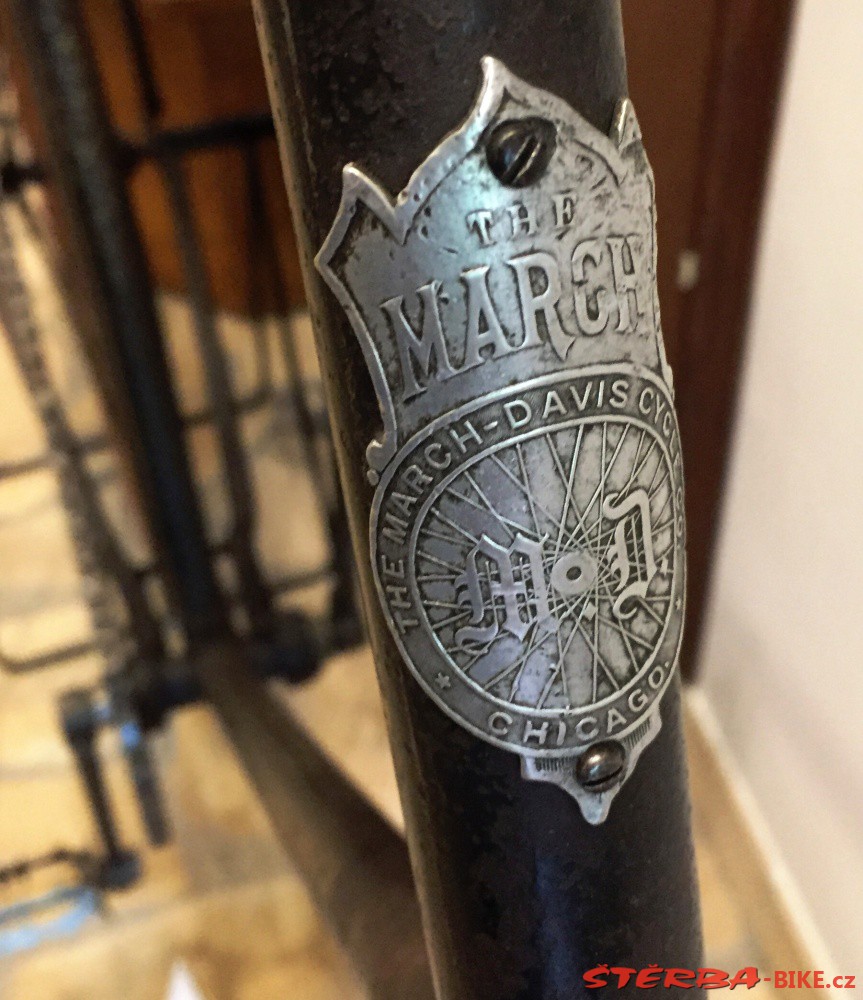 THE
MARCH
THE MARCH-DAVIS CYCLE CO.
M D
* CHICAGO. *
ŠTĚRBA-BIKE.cz